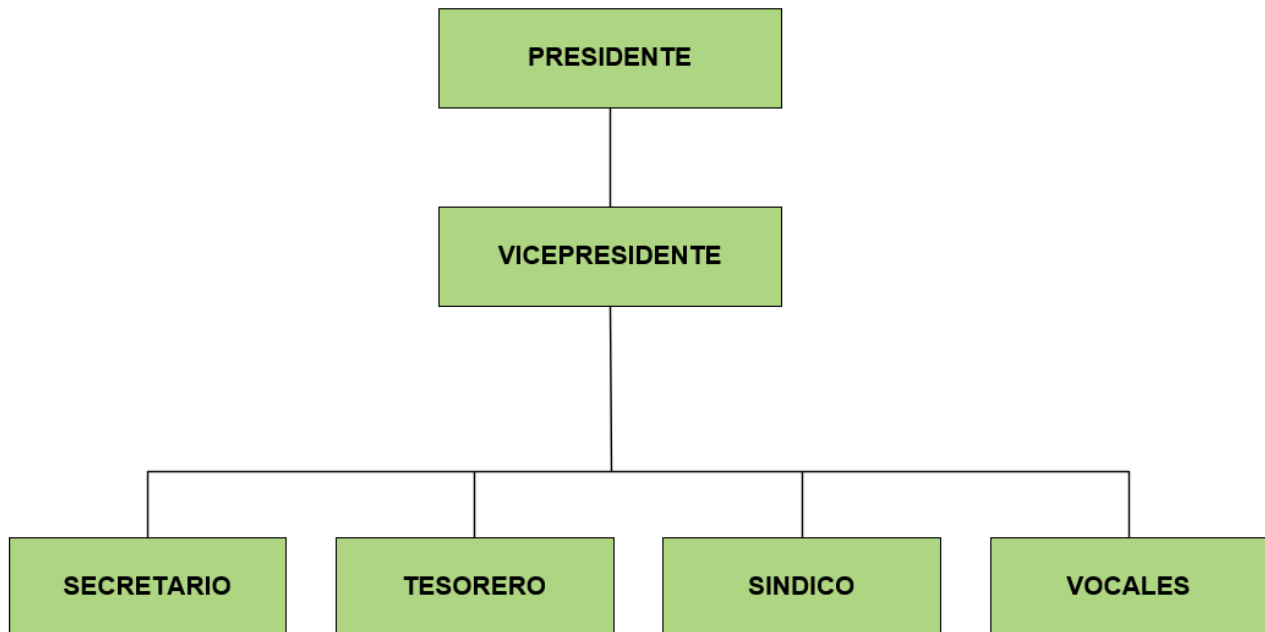 PRESIDENTE
VICEPRESIDENTE
SECRETARIO
TESORERO
SINDICO
VOCALES